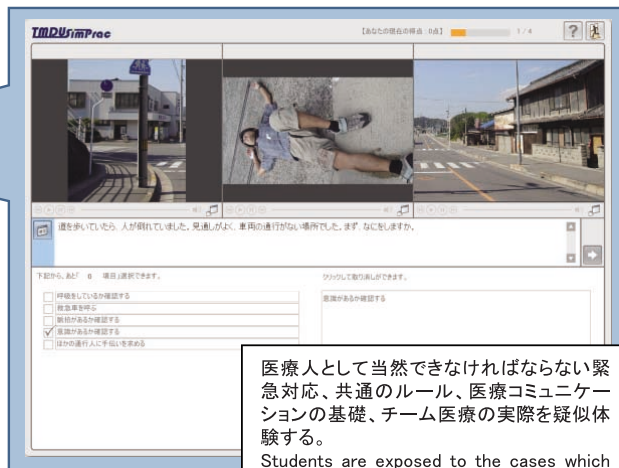 TMDUSimPrac
【あなたの現在の得点:0点】 1/4 ?
道を歩いていたら、人が倒れていました。見通しがよく、車両の通行がない場所でした。まず、なにをしますか。
下記から、あと「 6 項目」選択できます。
呼吸をしているか確認する
救急車を呼ぶ
脈拍があるか確認する
意識があるか確認する
ほかの通行人に手伝いを求める
クリックして取り消しができます。
意識があるか確認する
医療人として当然できなければならない緊
急対応、共通のルール、医療コミュニケー
ションの基礎、チーム医療の実際を疑似体
験する。
Students are exposed to the cases which